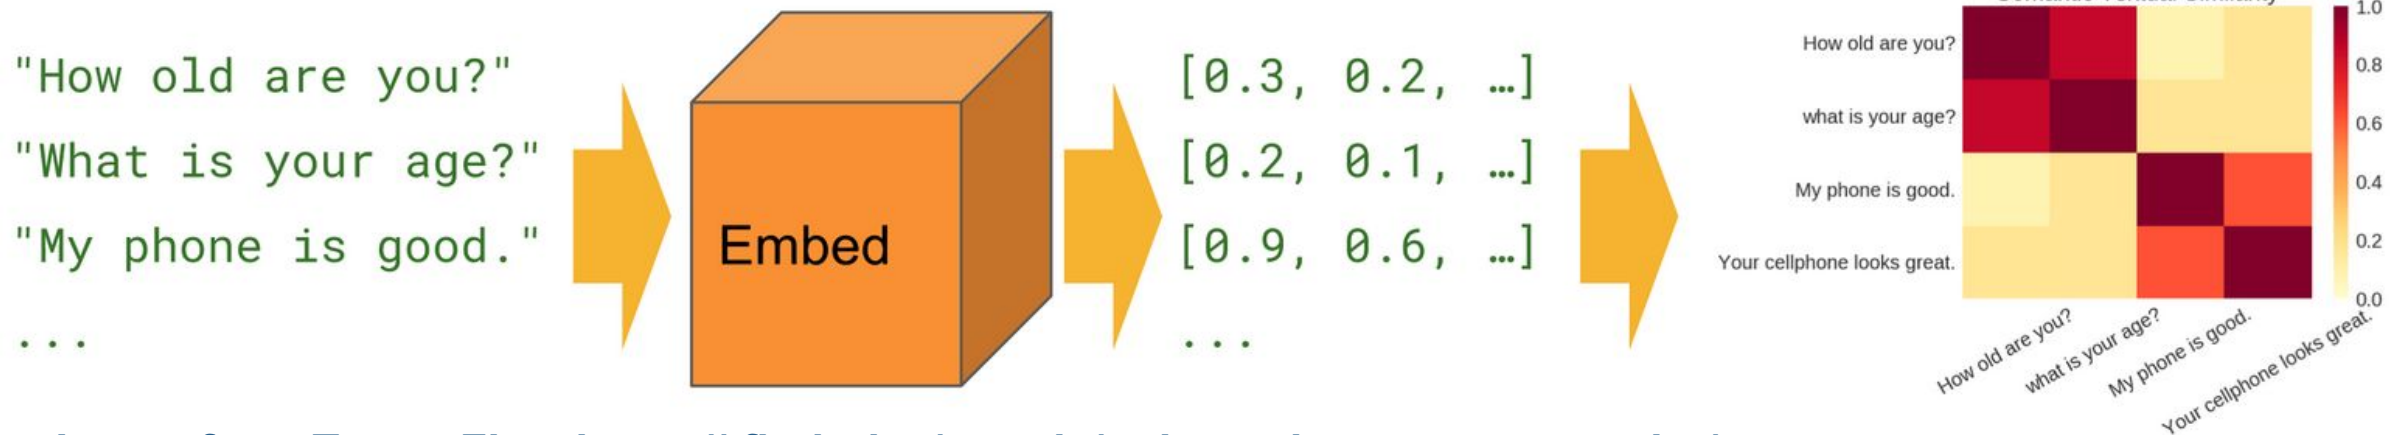 "How old are you?"
"What is your age?"
"My phone is good."
...
Embed
[0.3, 0.2, …]
[0.2, 0.1, …]
[0.9, 0.6, …]
...
How old are you?
what is your age?
My phone is good.
Your cellphone looks great.
How old are you?
what is your age?
My phone is good.
Your cellphone looks great.
1.0
0.8
0.6
0.4
0.2
0.0